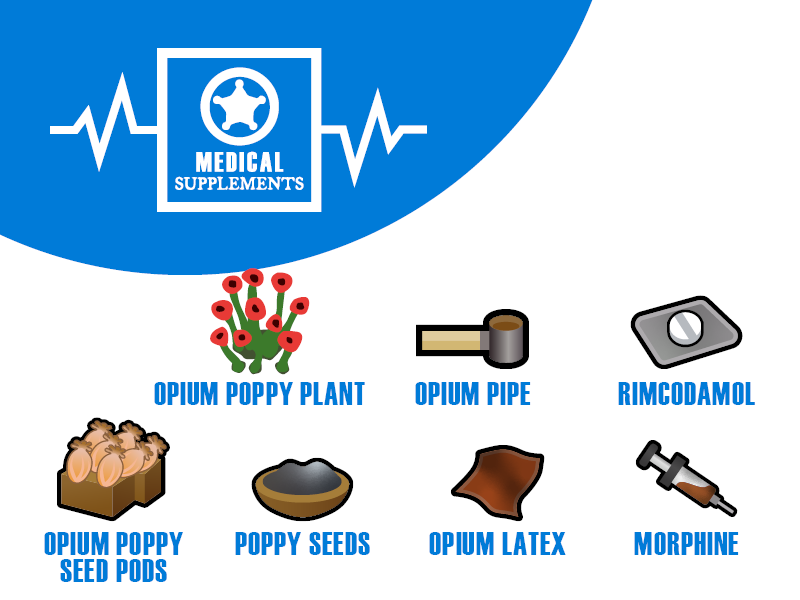 MEDICAL
SUPPLEMENTS
OPIUM POPPY PLANT
OPIUM PIPE
RIMCODAMOL
OPIUM POPPY
SEED PODS
POPPY SEEDS
OPIUM LATEX
MORPHINE